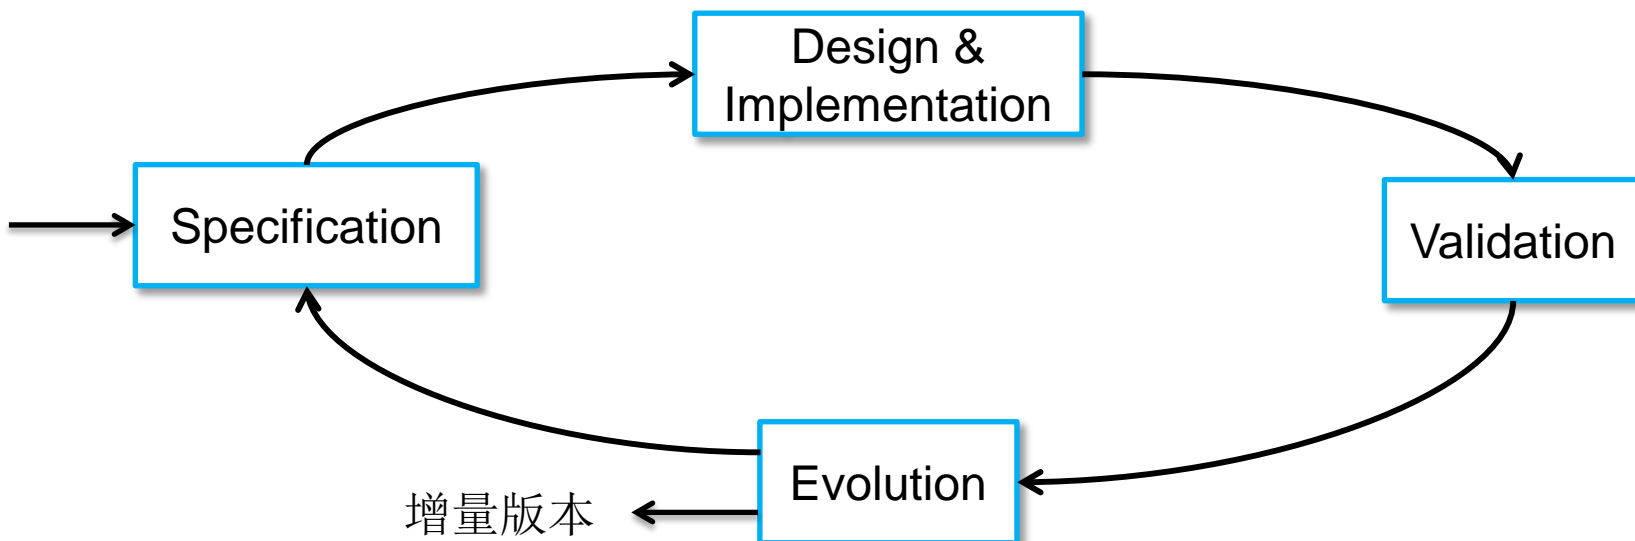 Design &
Implementation
Specification
Validation
Evolution
增量版本